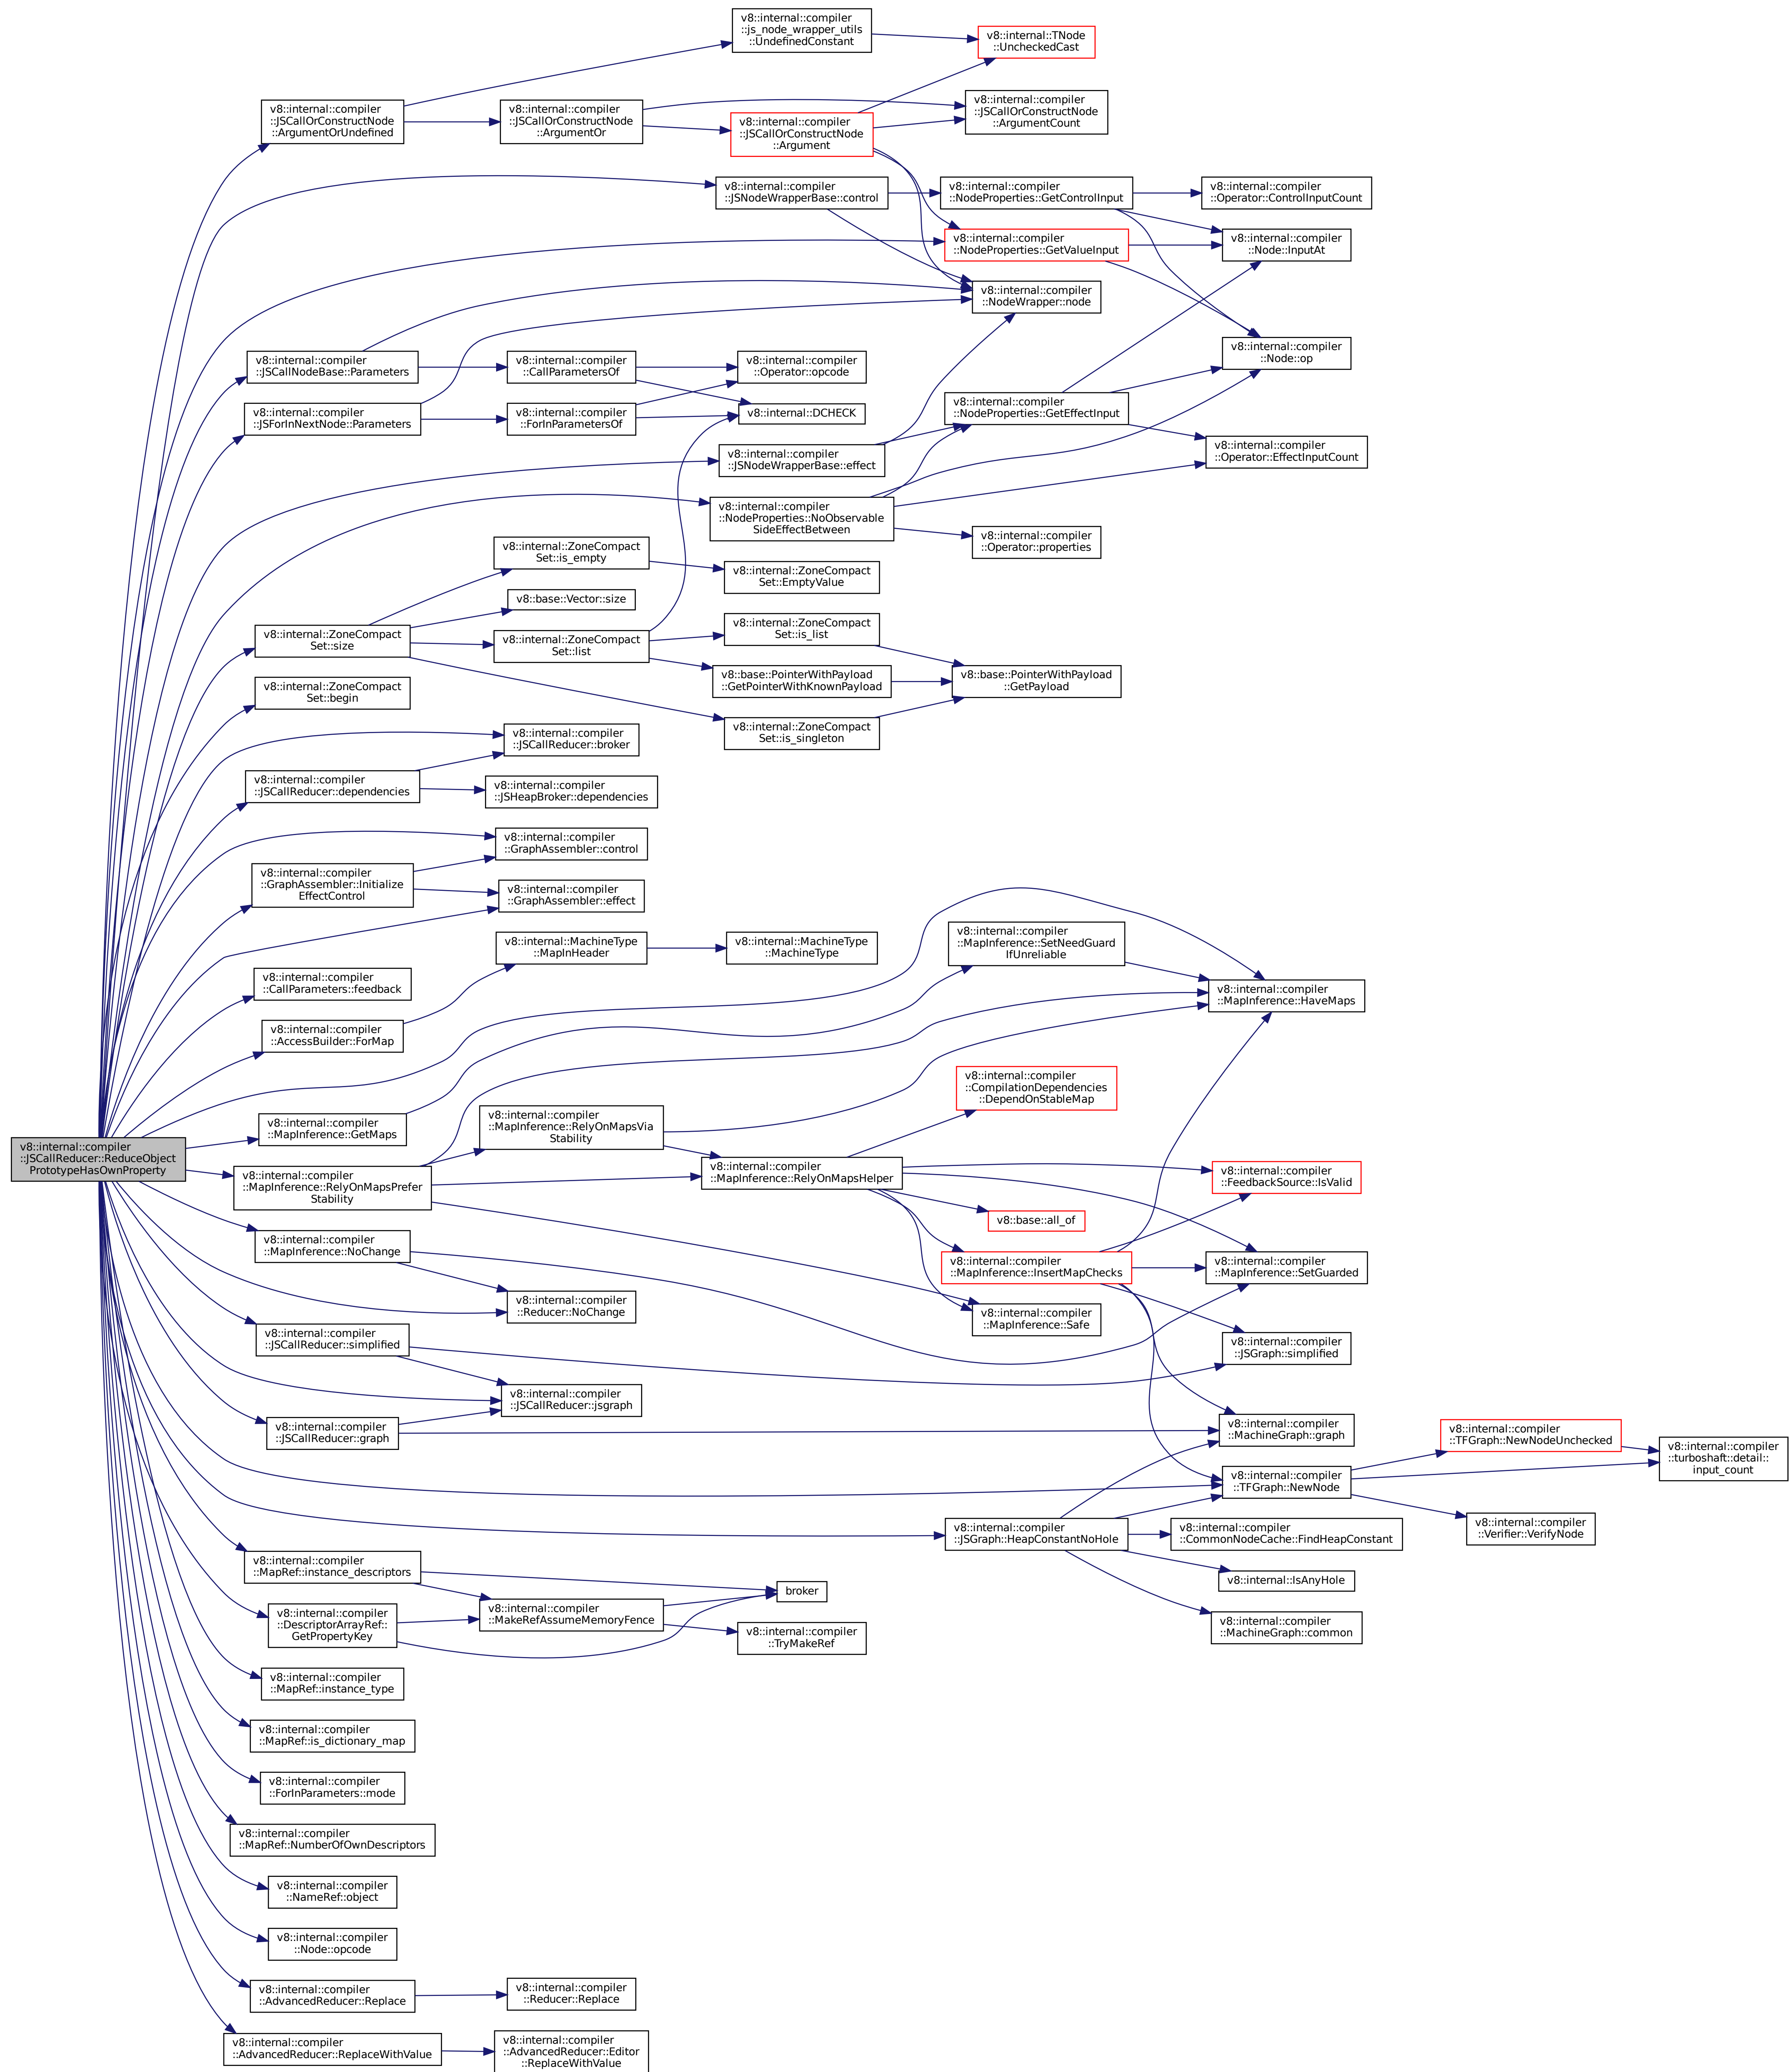 v8::internal::compiler
::js_node_wrapper_utils
::UndefinedConstant
v8::internal::TNode
::UncheckedCast
v8::internal::compiler
::JSCallOrConstructNode
::ArgumentOrUndefined
v8::internal::compiler
::JSCallOrConstructNode
::ArgumentOr
v8::internal::compiler
::JSCallOrConstructNode
::Argument
v8::internal::compiler
::JSCallOrConstructNode
::ArgumentCount
v8::internal::compiler
::JSNodeWrapperBase::control
v8::internal::compiler
::NodeProperties::GetControlInput
v8::internal::compiler
::Operator::ControlInputCount
v8::internal::compiler
::NodeProperties::GetValueInput
v8::internal::compiler
::Node::InputAt
v8::internal::compiler
::NodeWrapper::node
v8::internal::compiler
::Node::op
v8::internal::compiler
::JSCallNodeBase::Parameters
v8::internal::compiler
::CallParametersOf
v8::internal::compiler
::Operator::opcode
v8::internal::compiler
::JSForInNextNode::Parameters
v8::internal::compiler
::ForInParametersOf
v8::internal::DCHECK
v8::internal::compiler
::NodeProperties::GetEffectInput
v8::internal::compiler
::Operator::EffectInputCount
v8::internal::compiler
::JSNodeWrapperBase::effect
v8::internal::compiler
::NodeProperties::NoObservable
SideEffectBetween
v8::internal::compiler
::Operator::properties
v8::internal::ZoneCompact
Set::is_empty
v8::internal::ZoneCompact
Set::EmptyValue
v8::base::Vector::size
v8::internal::ZoneCompact
Set::size
v8::internal::ZoneCompact
Set::list
v8::internal::ZoneCompact
Set::is_list
v8::base::PointerWithPayload
::GetPointerWithKnownPayload
v8::base::PointerWithPayload
::GetPayload
v8::internal::ZoneCompact
Set::begin
v8::internal::ZoneCompact
Set::is_singleton
v8::internal::compiler
::JSCallReducer::broker
v8::internal::compiler
::JSCallReducer::dependencies
v8::internal::compiler
::JSHeapBroker::dependencies
v8::internal::compiler
::GraphAssembler::control
v8::internal::compiler
::GraphAssembler::Initialize
EffectControl
v8::internal::compiler
::GraphAssembler::effect
v8::internal::MachineType
::MapInHeader
v8::internal::MachineType
::MachineType
v8::internal::compiler
::MapInference::SetNeedGuard
IfUnreliable
v8::internal::compiler
::CallParameters::feedback
v8::internal::compiler
::MapInference::HaveMaps
v8::internal::compiler
::AccessBuilder::ForMap
v8::internal::compiler
::CompilationDependencies
::DependOnStableMap
v8::internal::compiler
::MapInference::GetMaps
v8::internal::compiler
::MapInference::RelyOnMapsVia
Stability
v8::internal::compiler
::JSCallReducer::ReduceObject
PrototypeHasOwnProperty
v8::internal::compiler
::MapInference::RelyOnMapsPrefer
Stability
v8::internal::compiler
::MapInference::RelyOnMapsHelper
v8::internal::compiler
::FeedbackSource::IsValid
v8::base::all_of
v8::internal::compiler
::MapInference::NoChange
v8::internal::compiler
::MapInference::InsertMapChecks
v8::internal::compiler
::MapInference::SetGuarded
v8::internal::compiler
::Reducer::NoChange
v8::internal::compiler
::MapInference::Safe
v8::internal::compiler
::JSCallReducer::simplified
v8::internal::compiler
::JSGraph::simplified
v8::internal::compiler
::JSCallReducer::jsgraph
v8::internal::compiler
::JSCallReducer::graph
v8::internal::compiler
::MachineGraph::graph
v8::internal::compiler
::TFGraph::NewNodeUnchecked
v8::internal::compiler
::turboshaft::detail::
input_count
v8::internal::compiler
::TFGraph::NewNode
v8::internal::compiler
::Verifier::VerifyNode
v8::internal::compiler
::JSGraph::HeapConstantNoHole
v8::internal::compiler
::CommonNodeCache::FindHeapConstant
v8::internal::IsAnyHole
v8::internal::compiler
::MachineGraph::common
v8::internal::compiler
::MapRef::instance_descriptors
broker
v8::internal::compiler
::DescriptorArrayRef::
GetPropertyKey
v8::internal::compiler
::MakeRefAssumeMemoryFence
v8::internal::compiler
::TryMakeRef
v8::internal::compiler
::MapRef::instance_type
v8::internal::compiler
::MapRef::is_dictionary_map
v8::internal::compiler
::ForInParameters::mode
v8::internal::compiler
::MapRef::NumberOfOwnDescriptors
v8::internal::compiler
::NameRef::object
v8::internal::compiler
::Node::opcode
v8::internal::compiler
::AdvancedReducer::Replace
v8::internal::compiler
::Reducer::Replace
v8::internal::compiler
::AdvancedReducer::ReplaceWithValue
v8::internal::compiler
::AdvancedReducer::Editor
::ReplaceWithValue